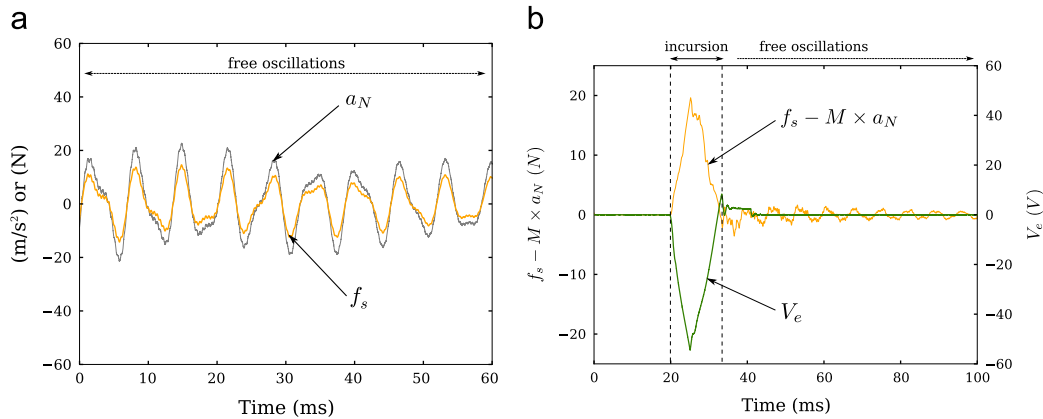 a
60
40
20
0
−20
−40
−60
(m/s²) or (N)
free oscillations
a_N
f_s
0 10 20 30 40 50 60
Time (ms)
b
incursion
free oscillations
20
10
0
−10
−20
f_s − M × a_N (N)
f_s − M × a_N
V_e
60
40
20
0
−20
−40
−60
V_e (V)
0 20 40 60 80 100
Time (ms)